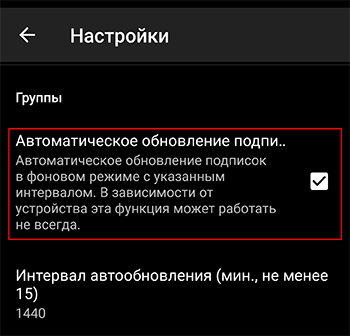 Настройки
Группы
Автоматическое обновление подпи..
Автоматическое обновление подписок
в фоновом режиме с указанным
интервалом. В зависимости от
устройства эта функция может работать
не всегда.
Интервал автообновления (мин., не менее
15)
1440